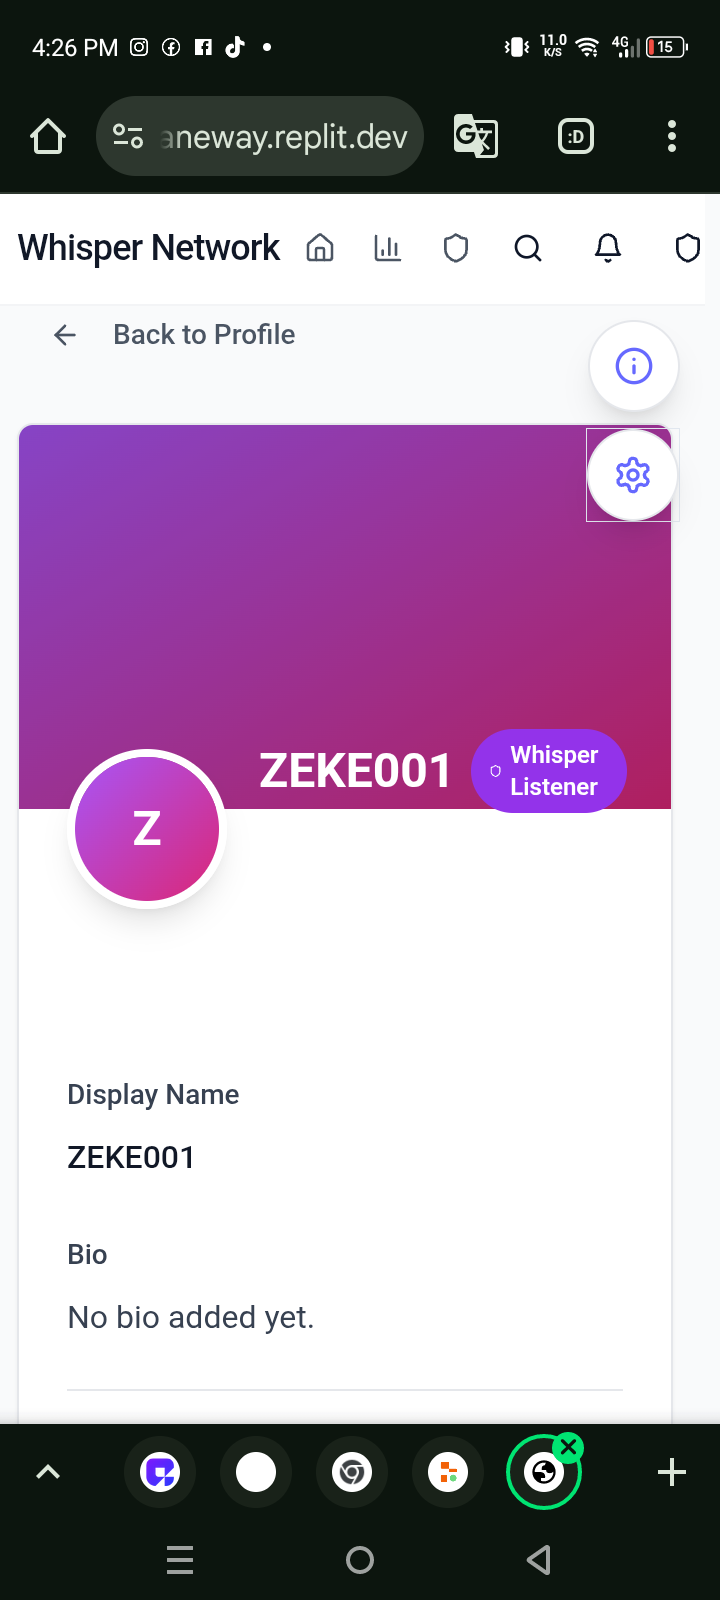 4:26 PM
11.0
K/S
4G
15
aneway.replit.dev
:D
Whisper Network
Back to Profile
ZEKE001
Whisper
Listener
Z
Display Name
ZEKE001
Bio
No bio added yet.